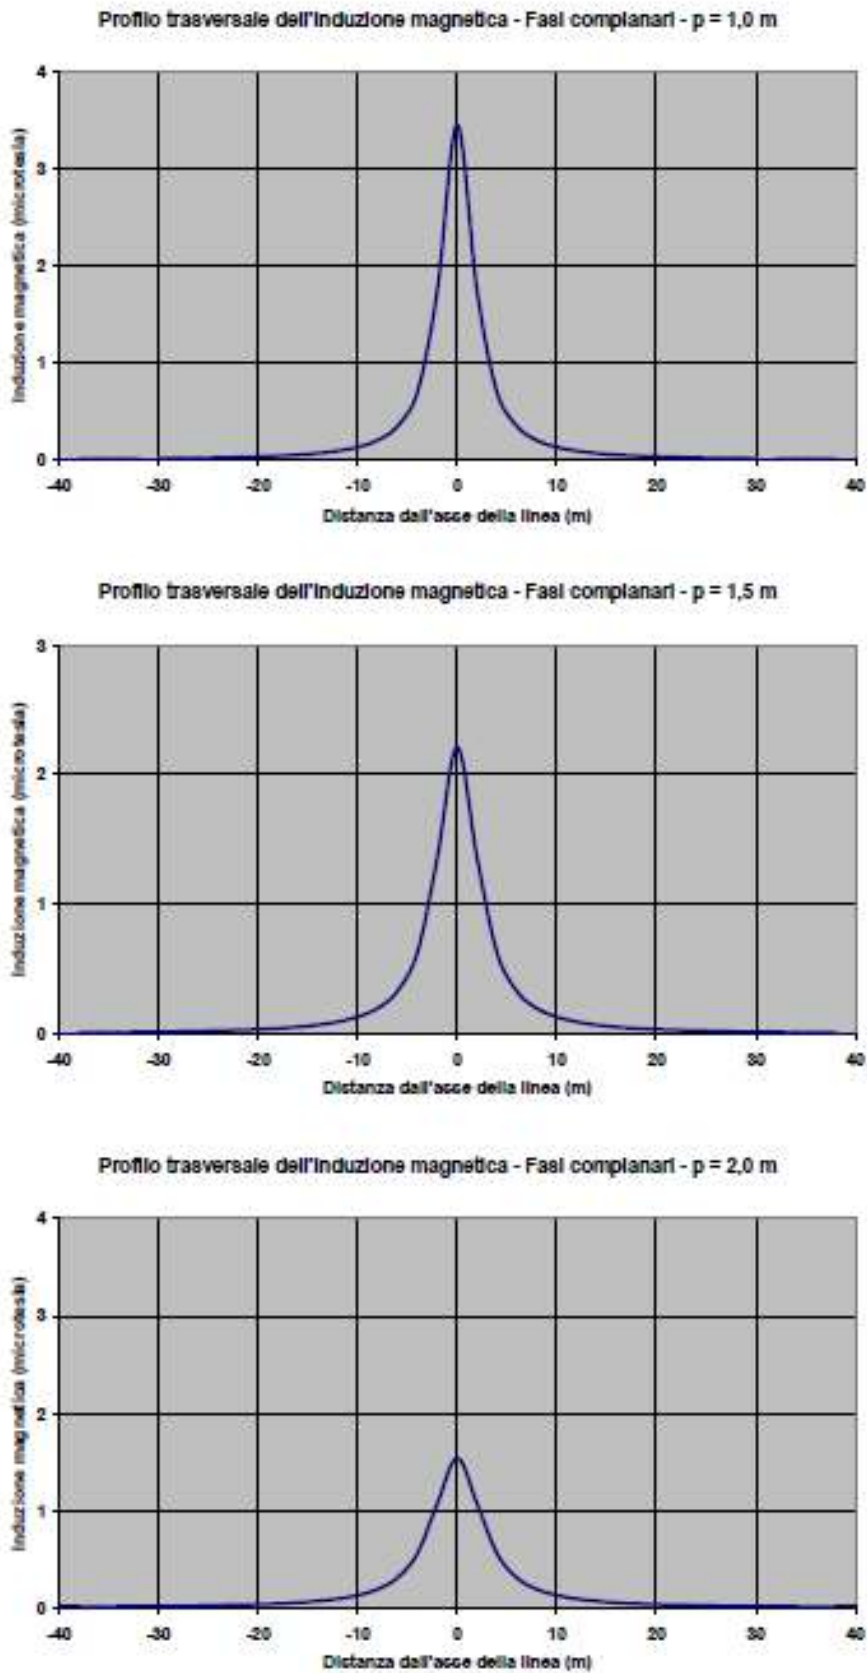 Profilo trasversale dell'induzione magnetica - Fasi complanari - p = 1,0 m
4
3
2
1
0
Induzione magnetica (microtesla)
-40 -30 -20 -10 0 10 20 30 40
Distanza dall'asse della linea (m)
Profilo trasversale dell'induzione magnetica - Fasi complanari - p = 1,5 m
3
2
1
0
Induzione magnetica (microtesla)
-40 -30 -20 -10 0 10 20 30 40
Distanza dall'asse della linea (m)
Profilo trasversale dell'induzione magnetica - Fasi complanari - p = 2,0 m
4
3
2
1
0
Induzione magnetica (microtesla)
-40 -30 -20 -10 0 10 20 30 40
Distanza dall'asse della linea (m)